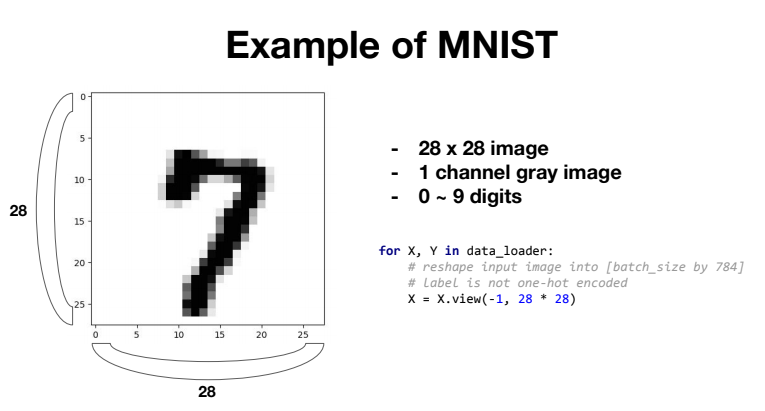 Example of MNIST
0
5
10
15
20
25
0 5 10 15 20 25
28
28
- 28 x 28 image
- 1 channel gray image
- 0 ~ 9 digits
for X, Y in data_loader:
# reshape input image into [batch_size by 784]
# label is not one-hot encoded
X = X.view(-1, 28 * 28)